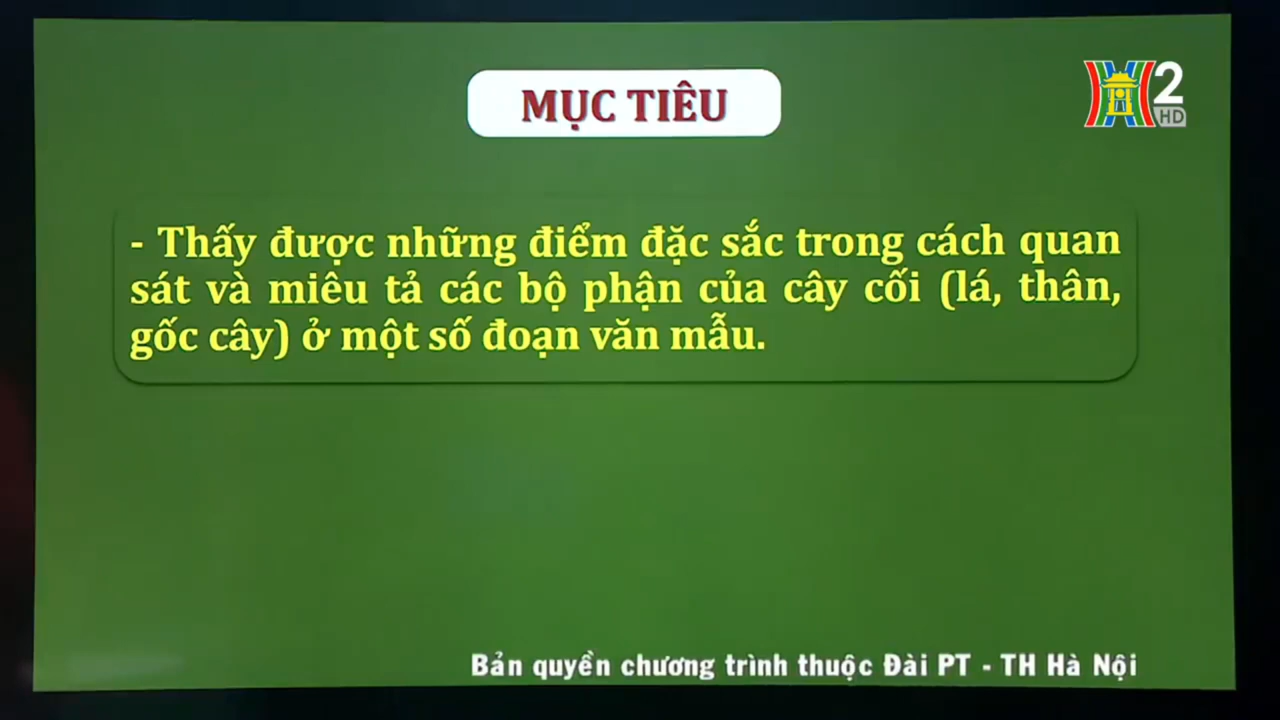 MỤC TIÊU
2
HD
- Thấy được những điểm đặc sắc trong cách quan
sát và miêu tả các bộ phận của cây cối (lá, thân,
gốc cây) ở một số đoạn văn mẫu.
Bản quyền chương trình thuộc Đài PT - TH Hà Nội